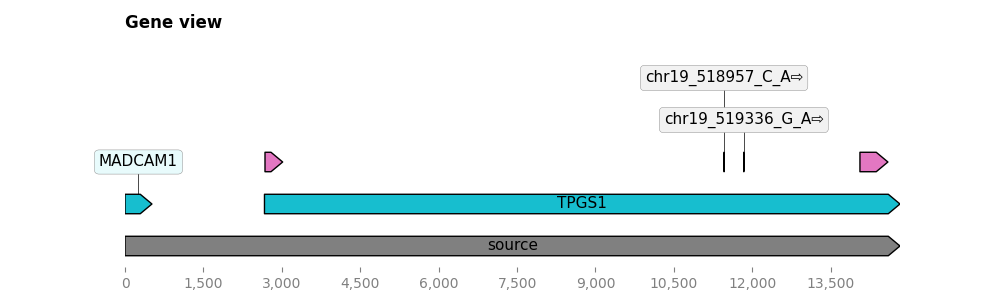 Gene view
chr19_518957_C_A⇨
chr19_519336_G_A⇨
MADCAM1
TPGS1
source
0 1,500 3,000 4,500 6,000 7,500 9,000 10,500 12,000 13,500